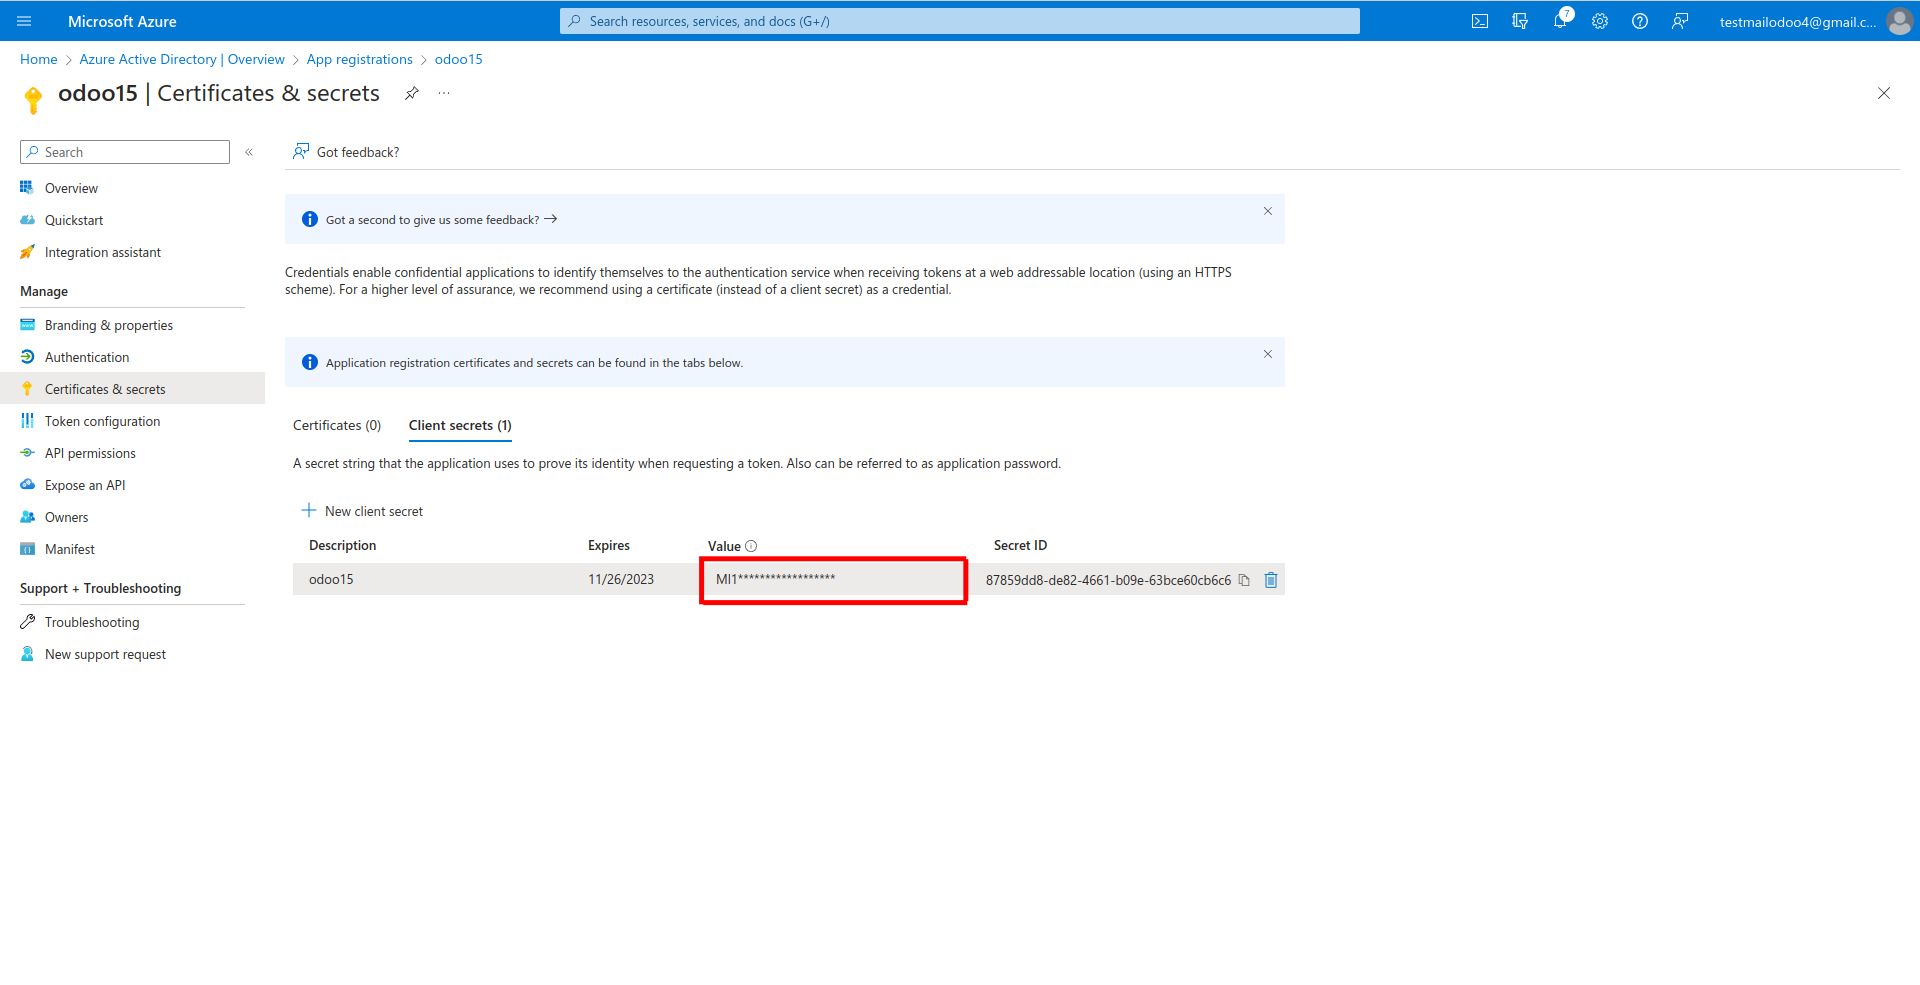 Microsoft Azure
Search resources, services, and docs (G+/)
7
testmailodoo4@gmail.c...
Home > Azure Active Directory | Overview > App registrations > odoo15
odoo15 | Certificates & secrets ...
Search «
Got feedback?
Overview
Quickstart
Integration assistant
Manage
Branding & properties
Authentication
Certificates & secrets
Token configuration
API permissions
Expose an API
Owners
Manifest
Support + Troubleshooting
Troubleshooting
New support request
Got a second to give us some feedback? →
Credentials enable confidential applications to identify themselves to the authentication service when receiving tokens at a web addressable location (using an HTTPS
scheme). For a higher level of assurance, we recommend using a certificate (instead of a client secret) as a credential.
Application registration certificates and secrets can be found in the tabs below.
Certificates (0) Client secrets (1)
A secret string that the application uses to prove its identity when requesting a token. Also can be referred to as application password.
+ New client secret
Description Expires Value Secret ID
odoo15 11/26/2023 MI1****************** 87859dd8-de82-4661-b09e-63bce60cb6c6